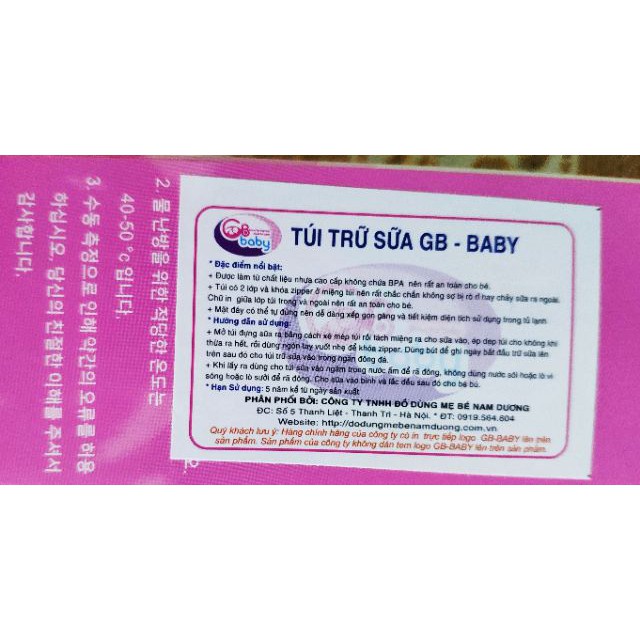 GB
baby
TÚI TRỮ SỮA GB - BABY
* Đặc điểm nổi bật:
+ Được làm từ chất liệu nhựa cao cấp không chứa BPA nên rất an toàn cho bé.
+ Túi có 2 lớp và khóa zipper ở miệng túi nên rất chắc chắn không sợ bị rò rỉ hay chảy sữa ra ngoài.
Chữ in giữa lớp túi trong và ngoài nên rất an toàn cho bé.
+ Mặt đáy có thể tự đứng nên dễ dàng xếp gọn gàng và tiết kiệm diện tích sử dụng trong tủ lạnh
* Hướng dẫn sử dụng:
+ Mở túi đựng sữa ra bằng cách xé mép túi rồi tách miệng ra cho sữa vào, ép dẹp túi cho không khí
thừa ra hết, rồi dùng ngón tay vuốt nhẹ để khóa zipper. Dùng bút để ghi ngày bắt đầu trữ sữa lên
trên sau đó cho túi trữ sữa vào trong ngăn đông đá.
+ Khi lấy ra dùng cho túi sữa vào ngâm trong nước ấm để rã đông, không dùng nước sôi hoặc lò vi
sóng hoặc lò sưởi để rã đông. Cho sữa vào bình và lắc đều sau đó cho bé bú.
* Hạn Sử dụng: 5 năm kể từ ngày sản xuất
PHÂN PHỐI BỞI: CÔNG TY TNHH ĐỒ DÙNG MẸ BÉ NAM DƯƠNG
ĐC: Số 5 Thanh Liệt - Thanh Trì - Hà Nội. * ĐT: 0919.564.604
Website: http://dodungmebenamduong.com.vn
Quý khách lưu ý: Hàng chính hãng của công ty có in trực tiếp logo GB-BABY lên trên
sản phẩm. Sản phẩm của công ty không dán tem logo GB-BABY lên trên sản phẩm.
2. 물 난방을 위한 적당한 온도는
40-50°c 입니다.
3. 수동 측정으로 인해 약간의 오류를 허용
하십시오, 당신의 친절한 이해를 주셔서
감사합니다.